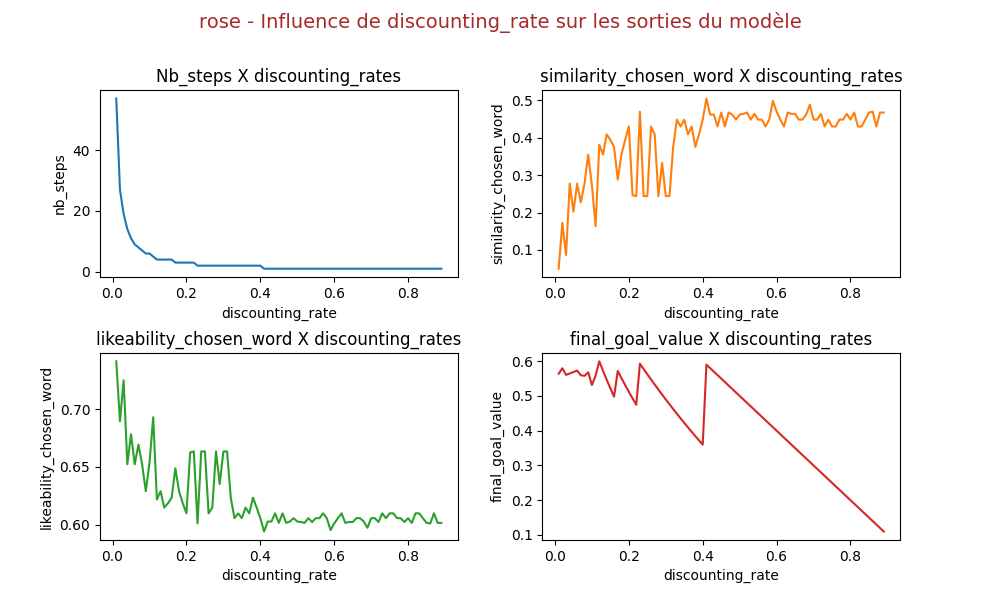 rose - Influence de discounting_rate sur les sorties du modèle
Nb_steps X discounting_rates
nb_steps
40
20
0
0.0 0.2 0.4 0.6 0.8
discounting_rate
similarity_chosen_word X discounting_rates
similarity_chosen_word
0.5
0.4
0.3
0.2
0.1
0.0 0.2 0.4 0.6 0.8
discounting_rate
likeability_chosen_word X discounting_rates
likeability_chosen_word
0.70
0.65
0.60
0.0 0.2 0.4 0.6 0.8
discounting_rate
final_goal_value X discounting_rates
final_goal_value
0.6
0.5
0.4
0.3
0.2
0.1
0.0 0.2 0.4 0.6 0.8
discounting_rate